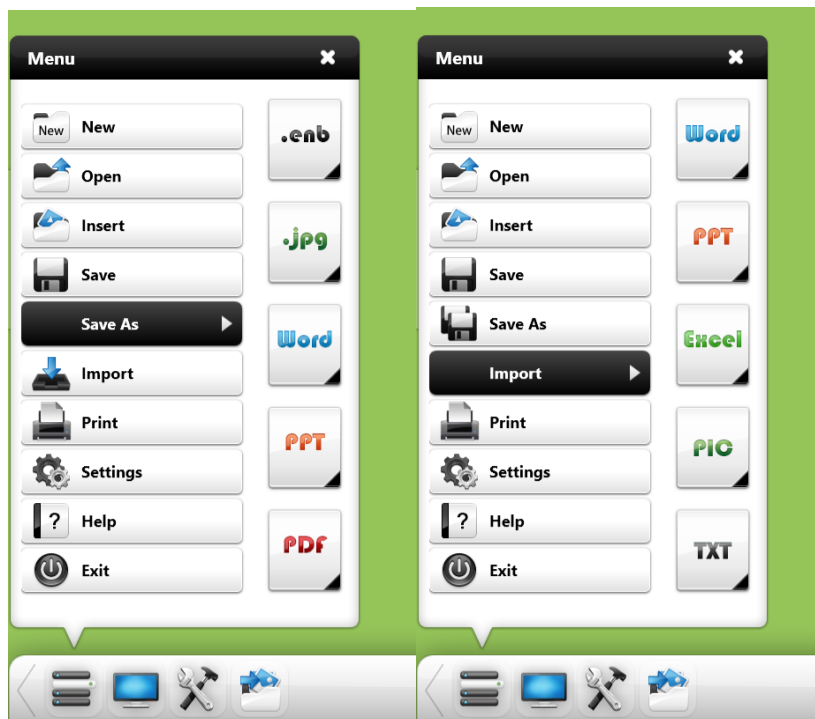 Menu
New
New
Open
Insert
Save
Save As
Import
Print
Settings
? Help
Exit
.enb
.jpg
Word
PPT
PDF
Menu
New
New
Open
Insert
Save
Save As
Import
Print
Settings
? Help
Exit
Word
PPT
Excel
PIC
TXT